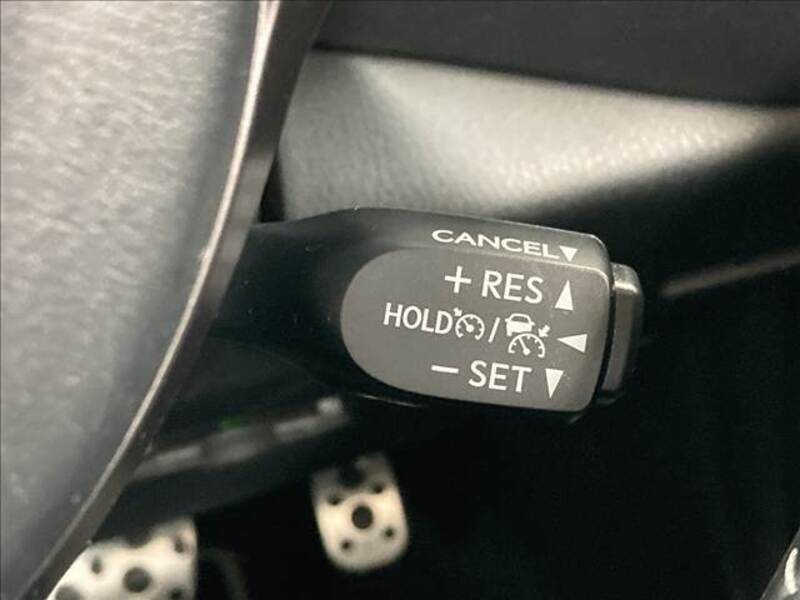 CANCEL▼
+ RES ▲
HOLD / ◀
− SET ▼